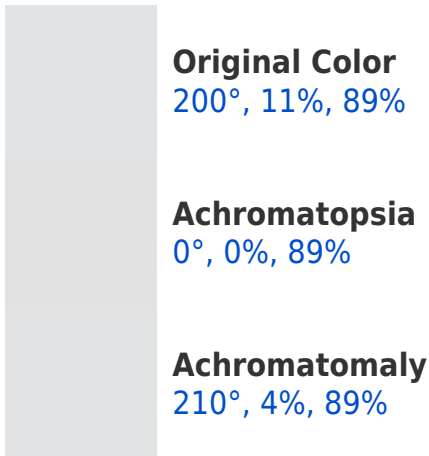 Original Color
200°, 11%, 89%
Achromatopsia
0°, 0%, 89%
Achromatomaly
210°, 4%, 89%